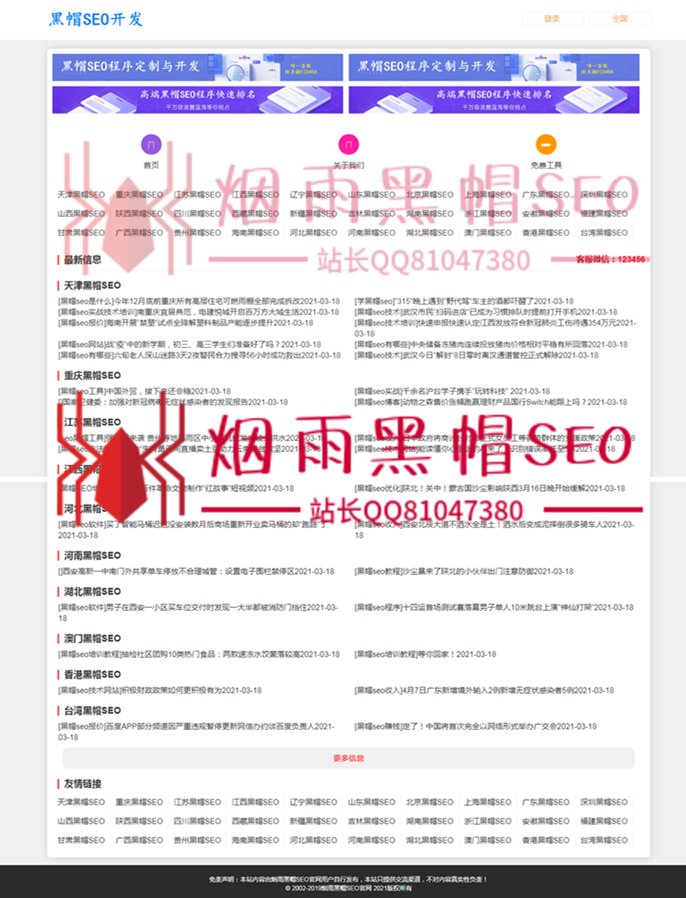 黑帽SEO开发
登录
全国
黑帽SEO程序定制与开发
黑帽SEO程序定制与开发
高端黑帽SEO程序快速排名
千万级流量蓝海等你抢占
高端黑帽SEO程序快速排名
千万级流量蓝海等你抢占
首页
关于我们
免费工具
烟雨黑帽SEO
站长QQ81047380
天津黑帽SEO 重庆黑帽SEO 江苏黑帽SEO 江西黑帽SEO 辽宁黑帽SEO 山东黑帽SEO 北京黑帽SEO 上海黑帽SEO 广东黑帽SEO 深圳黑帽SEO
山西黑帽SEO 陕西黑帽SEO 四川黑帽SEO 西藏黑帽SEO 新疆黑帽SEO 吉林黑帽SEO 湖南黑帽SEO 浙江黑帽SEO 安徽黑帽SEO 福建黑帽SEO
甘肃黑帽SEO 广西黑帽SEO 贵州黑帽SEO 海南黑帽SEO 河北黑帽SEO 河南黑帽SEO 湖北黑帽SEO 澳门黑帽SEO 香港黑帽SEO 台湾黑帽SEO
最新信息
客服微信：123456
天津黑帽SEO
[黑帽seo是什么]今年12月底前重庆所有高层住宅可燃雨棚全部完成拆改2021-03-18
[学黑帽seo]“315”晚上遇到“野代驾”车主的酒都吓醒了2021-03-18
[黑帽seo实战技术培训]南重庆宜居典范，电建悦城开启百万方大城生活2021-03-18
[黑帽seo技术]武汉市民“扫码进店”已成为习惯排队时提前打开手机2021-03-18
[黑帽seo报价]海南开展“禁塑”试点全降解塑料制品产能逐步提升2021-03-18
[黑帽seo技术培训]快速申报快速认定江西发放符合新冠肺炎工伤待遇354万元2021-
03-18
[黑帽seo网站]战“疫”中的新学期，初三、高三学生们准备好了吗？2021-03-18
[黑帽seo有哪些]中央储备冻猪肉连续投放猪肉价格相对平稳有所回落2021-03-18
[黑帽seo有哪些]六旬老人深山迷路3天2夜警民合力搜寻56小时成功救出2021-03-18
[黑帽seo技术]武汉今日“解封”8日零时离汉通道管控正式解除2021-03-18
重庆黑帽SEO
[黑帽seo工具]中国外贸，接下来还会稳2021-03-18
[黑帽seo实战]千余名沪台学子携手“玩转科技” 2021-03-18
[]国家卫健委：加强对新冠病毒无症状感染者的发现报告2021-03-18
[黑帽seo博客]动物之森售价涨幅跑赢理财产品国行Switch能跟上吗？2021-03-18
江苏黑帽SEO
烟雨黑帽SEO
站长QQ81047380
江西黑帽SEO
[黑帽seo优化]陕北！关中！蒙古国沙尘影响陕西3月16日晚开始缓解2021-03-18
河北黑帽SEO
[黑帽seo软件]买了智能马桶迟迟没安装数月后商场重新开业卖马桶的却“跑路”了
2021-03-18
[黑帽seo收入]西安北辰大道不洒水全是土！洒水后变成泥摔倒很多骑车人2021-03-
18
河南黑帽SEO
[]西安高新一中南门外共享单车停放不合理城管：设置电子围栏禁停区2021-03-18
[黑帽seo教程]沙尘暴来了陕北的小伙伴出门注意防御2021-03-18
湖北黑帽SEO
[黑帽seo软件]男子在西安一小区买车位交付时发现一大半都被消防门挡住2021-03-
18
[黑帽seo程序]十四运首场测试赛落幕男子单人10米跳台上演“神仙打架”2021-03-18
澳门黑帽SEO
[黑帽seo培训教程]抽检社区团购10类热门食品：两款速冻水饺菌落较高2021-03-18
[黑帽seo培训教程]等你回家！2021-03-18
香港黑帽SEO
[黑帽seo技术网站]积极财政政策如何更积极有为2021-03-18
[黑帽seo收入]4月7日广东新增境外输入2例新增无症状感染者5例2021-03-18
台湾黑帽SEO
[黑帽seo报价]百度APP部分频道因严重违规暂停更新网信办约谈百度负责人2021-
03-18
[黑帽seo赚钱]定了！中国将首次完全以网络形式举办广交会2021-03-18
更多信息
友情链接
天津黑帽SEO 重庆黑帽SEO 江苏黑帽SEO 江西黑帽SEO 辽宁黑帽SEO 山东黑帽SEO 北京黑帽SEO 上海黑帽SEO 广东黑帽SEO 深圳黑帽SEO
山西黑帽SEO 陕西黑帽SEO 四川黑帽SEO 西藏黑帽SEO 新疆黑帽SEO 吉林黑帽SEO 湖南黑帽SEO 浙江黑帽SEO 安徽黑帽SEO 福建黑帽SEO
甘肃黑帽SEO 广西黑帽SEO 贵州黑帽SEO 海南黑帽SEO 河北黑帽SEO 河南黑帽SEO 湖北黑帽SEO 澳门黑帽SEO 香港黑帽SEO 台湾黑帽SEO
免责声明：本站内容由烟雨黑帽SEO官网用户自行发布，本站只提供交流渠道，不对内容真实性负责！
© 2002-2019烟雨黑帽SEO官网 2021版权所有